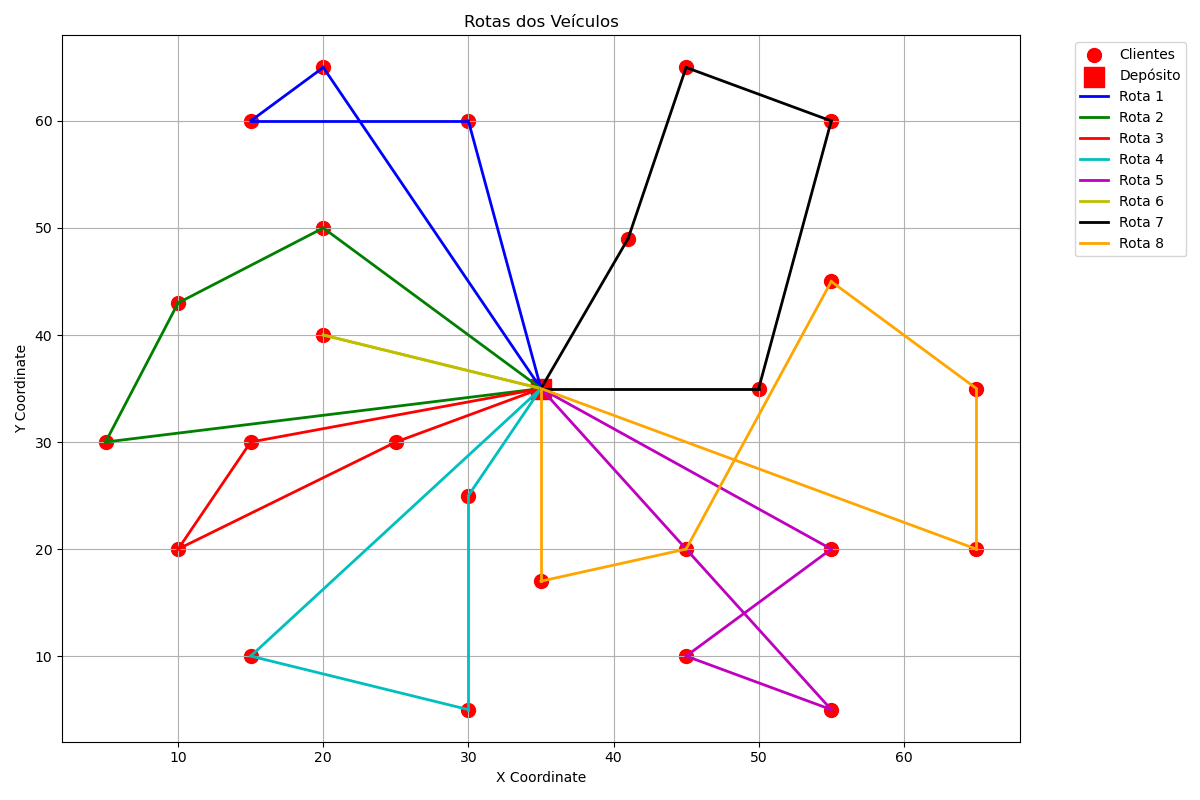 Rotas dos Veículos
Y Coordinate
60
50
40
30
20
10
10
20
30
40
50
60
X Coordinate
Clientes
Depósito
Rota 1
Rota 2
Rota 3
Rota 4
Rota 5
Rota 6
Rota 7
Rota 8